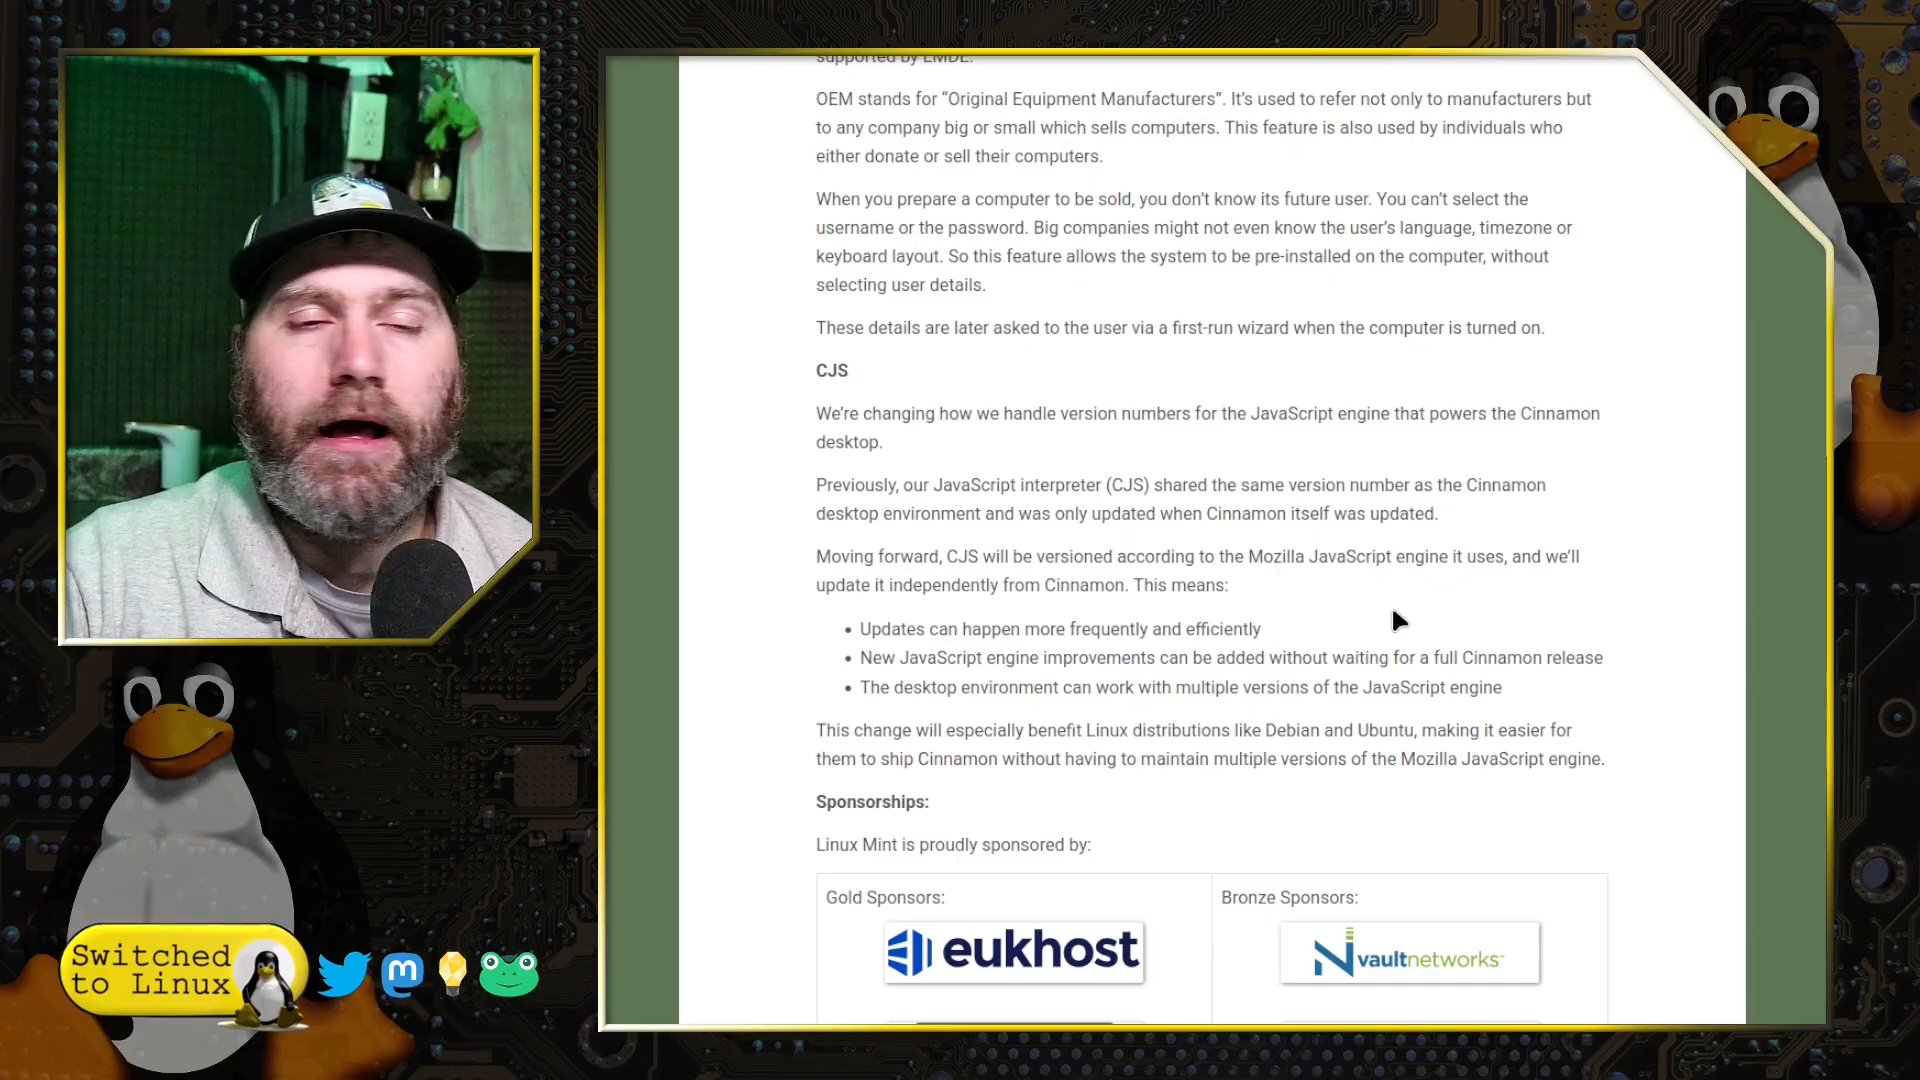 supported by LMDE.
OEM stands for “Original Equipment Manufacturers”. It’s used to refer not only to manufacturers but
to any company big or small which sells computers. This feature is also used by individuals who
either donate or sell their computers.
When you prepare a computer to be sold, you don’t know its future user. You can’t select the
username or the password. Big companies might not even know the user’s language, timezone or
keyboard layout. So this feature allows the system to be pre-installed on the computer, without
selecting user details.
These details are later asked to the user via a first-run wizard when the computer is turned on.
CJS
We’re changing how we handle version numbers for the JavaScript engine that powers the Cinnamon
desktop.
Previously, our JavaScript interpreter (CJS) shared the same version number as the Cinnamon
desktop environment and was only updated when Cinnamon itself was updated.
Moving forward, CJS will be versioned according to the Mozilla JavaScript engine it uses, and we’ll
update it independently from Cinnamon. This means:
• Updates can happen more frequently and efficiently
• New JavaScript engine improvements can be added without waiting for a full Cinnamon release
• The desktop environment can work with multiple versions of the JavaScript engine
This change will especially benefit Linux distributions like Debian and Ubuntu, making it easier for
them to ship Cinnamon without having to maintain multiple versions of the Mozilla JavaScript engine.
Sponsorships:
Linux Mint is proudly sponsored by:
Gold Sponsors:
Bronze Sponsors:
eukhost
vaultnetworks
Switched
to Linux